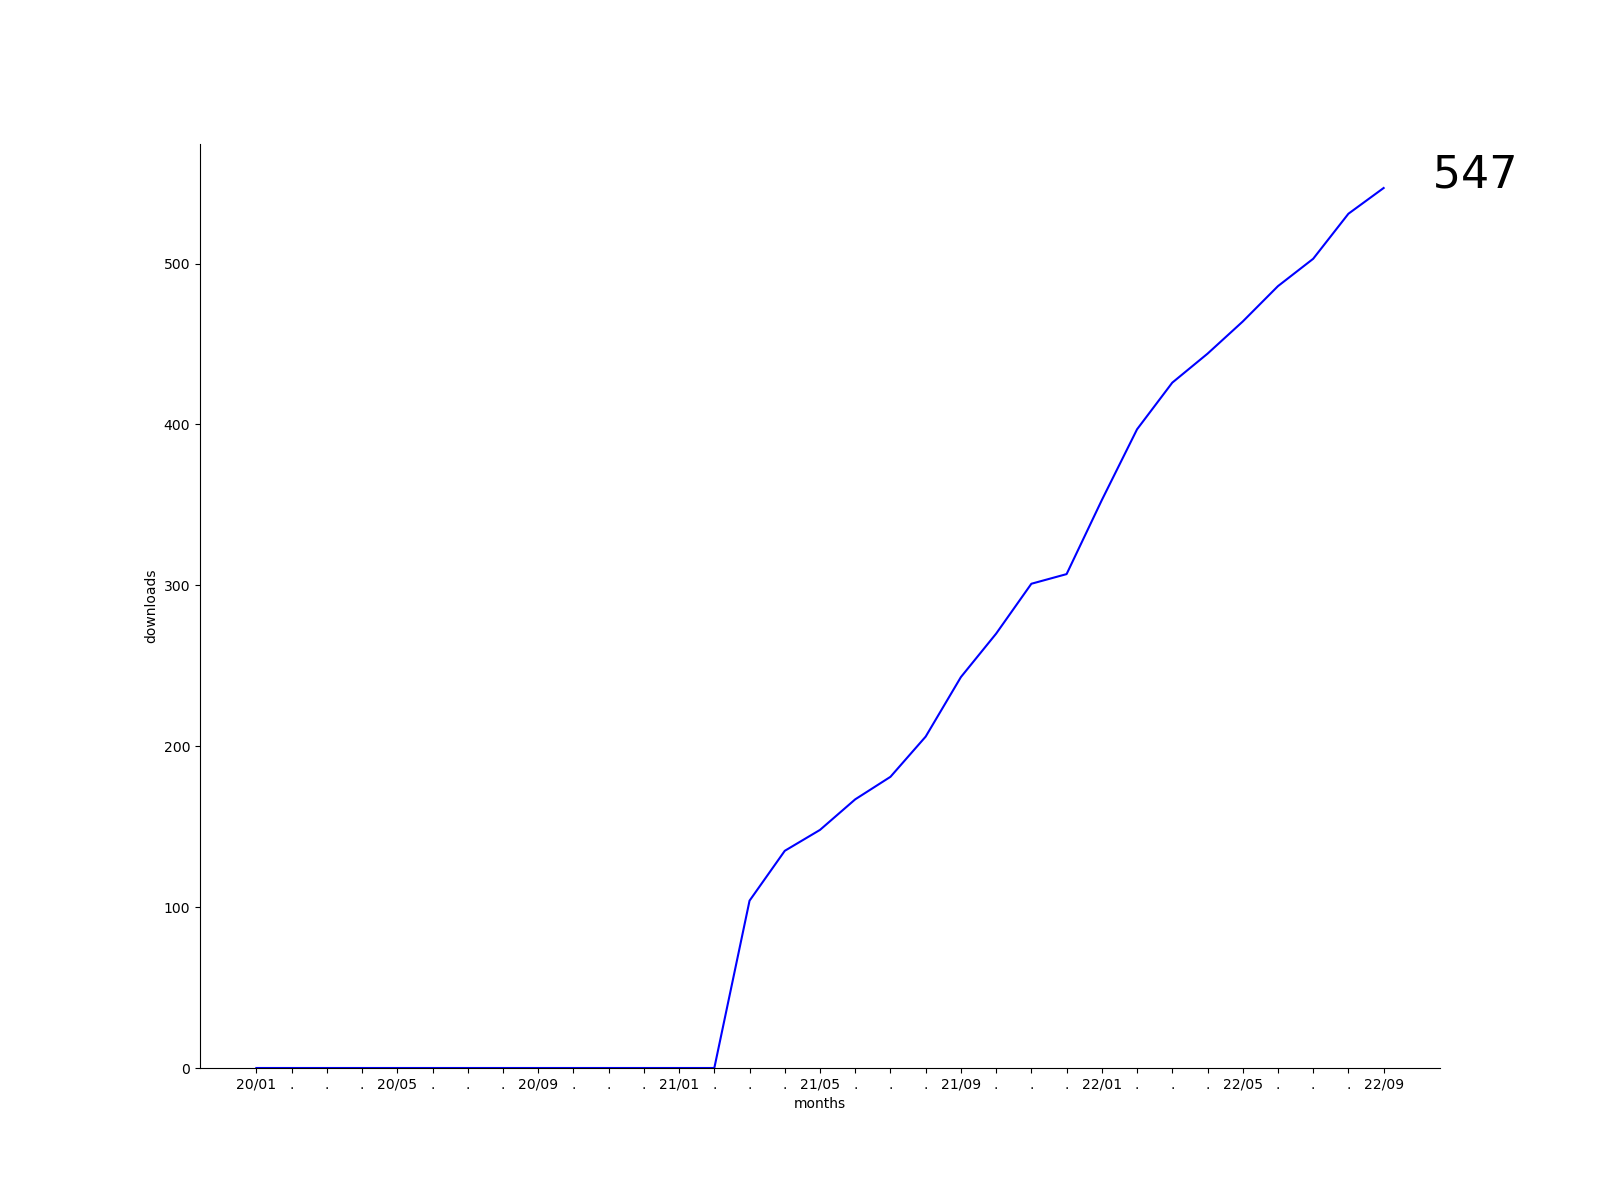 547
500
400
300
200
100
0
downloads
20/01 . . . 20/05 . . . 20/09 . . . 21/01 . . . 21/05 . . . 21/09 . . . 22/01 . . . 22/05 . . . 22/09
months